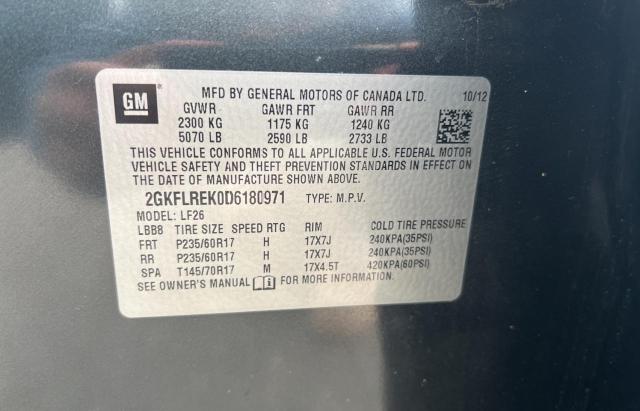 GM
MFD BY GENERAL MOTORS OF CANADA LTD. 10/12
GVWR GAWR FRT GAWR RR
2300 KG 1175 KG 1240 KG
5070 LB 2590 LB 2733 LB
THIS VEHICLE CONFORMS TO ALL APPLICABLE U.S. FEDERAL MOTOR
VEHICLE SAFETY AND THEFT PREVENTION STANDARDS IN EFFECT ON
THE DATE OF MANUFACTURE SHOWN ABOVE.
2GKFLREK0D6180971 TYPE: M.P.V.
MODEL: LF26
LBB8 TIRE SIZE SPEED RTG RIM COLD TIRE PRESSURE
FRT P235/60R17 H 17X7J 240KPA(35PSI)
RR P235/60R17 H 17X7J 240KPA(35PSI)
SPA T145/70R17 M 17X4.5T 420KPA(60PSI)
SEE OWNER'S MANUAL FOR MORE INFORMATION.